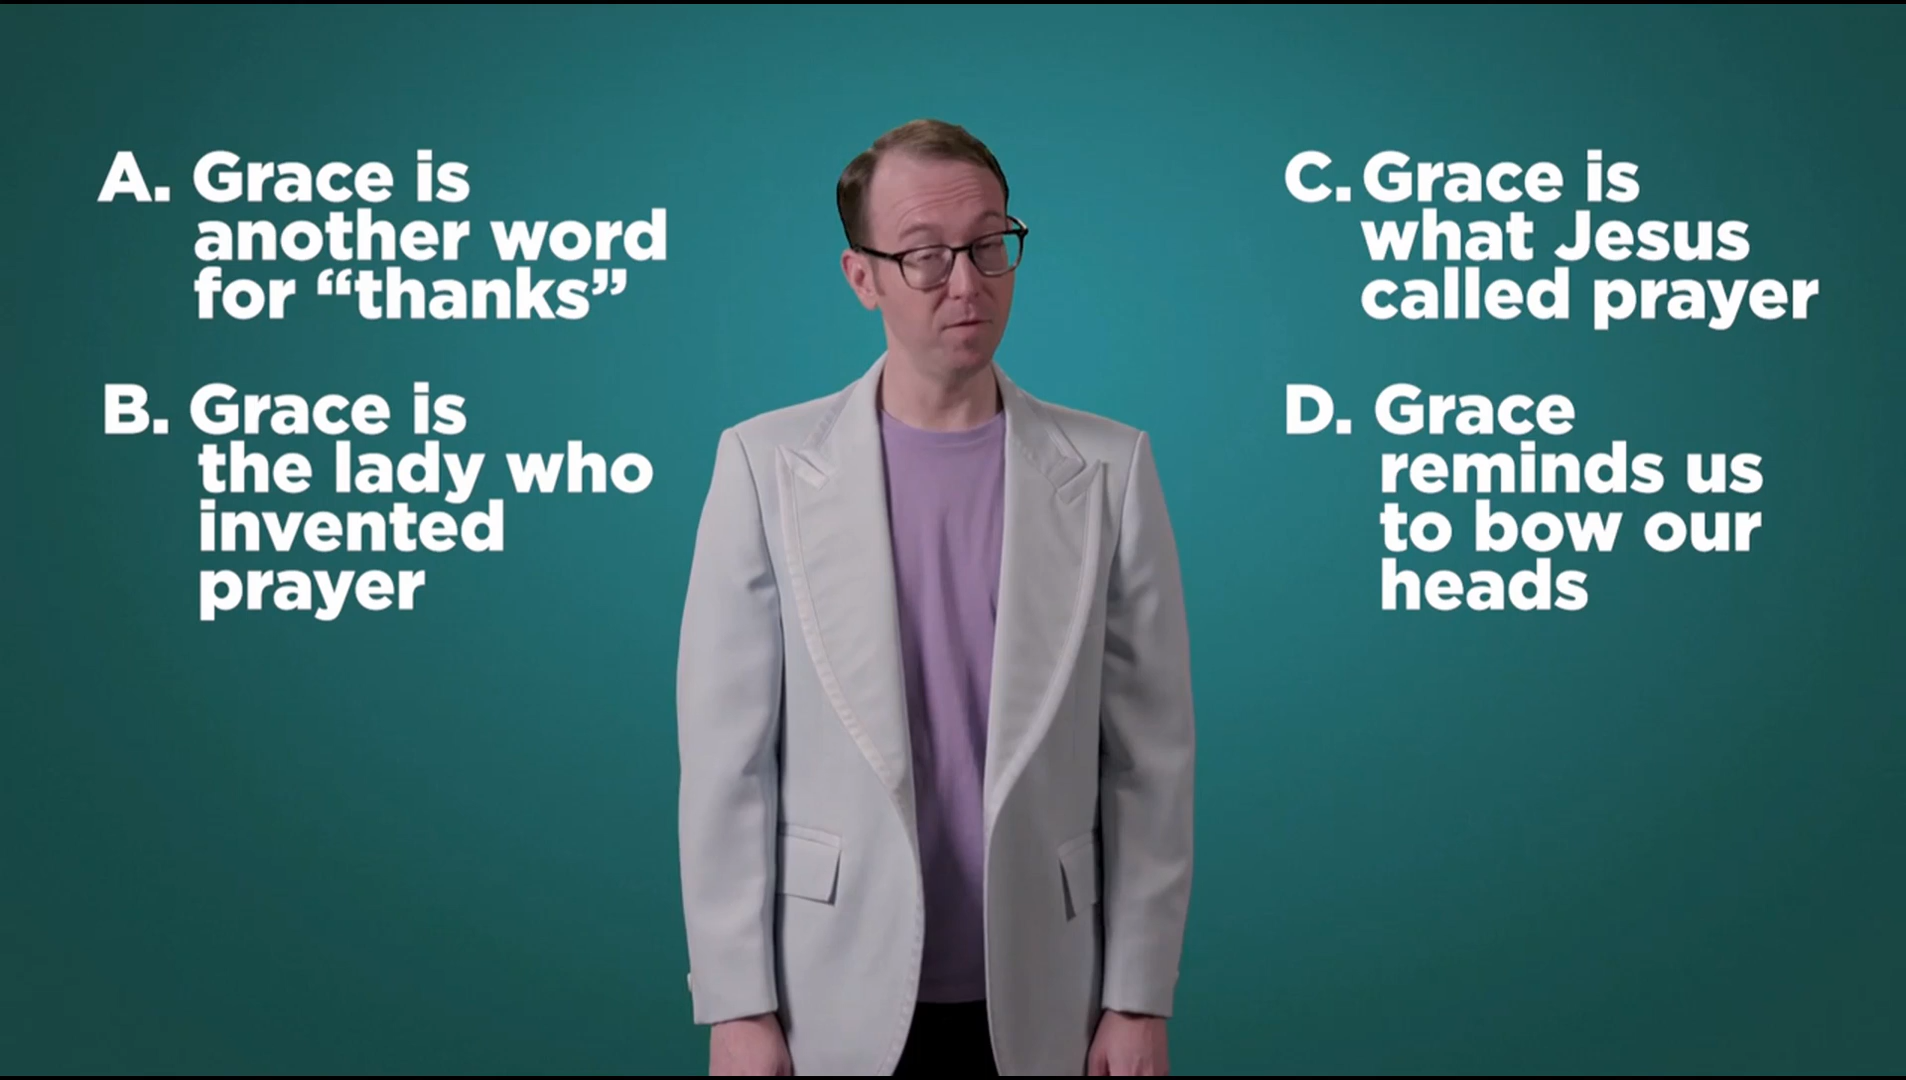 A. Grace is
another word
for “thanks”
B. Grace is
the lady who
invented
prayer
C. Grace is
what Jesus
called prayer
D. Grace
reminds us
to bow our
heads